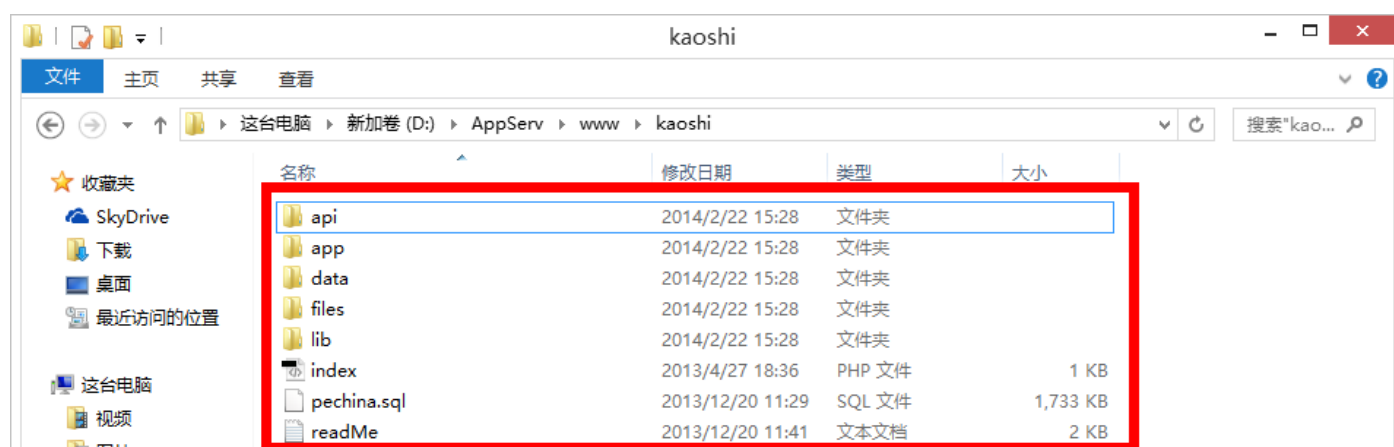 kaoshi
文件 主页 共享 查看
这台电脑 新加卷 (D:) AppServ www kaoshi 搜索"kao...
名称 修改日期 类型 大小
收藏夹
SkyDrive
下载
桌面
最近访问的位置
这台电脑
视频
api 2014/2/22 15:28 文件夹
app 2014/2/22 15:28 文件夹
data 2014/2/22 15:28 文件夹
files 2014/2/22 15:28 文件夹
lib 2014/2/22 15:28 文件夹
index 2013/4/27 18:36 PHP 文件 1 KB
pechina.sql 2013/12/20 11:29 SQL 文件 1,733 KB
readMe 2013/12/20 11:41 文本文档 2 KB